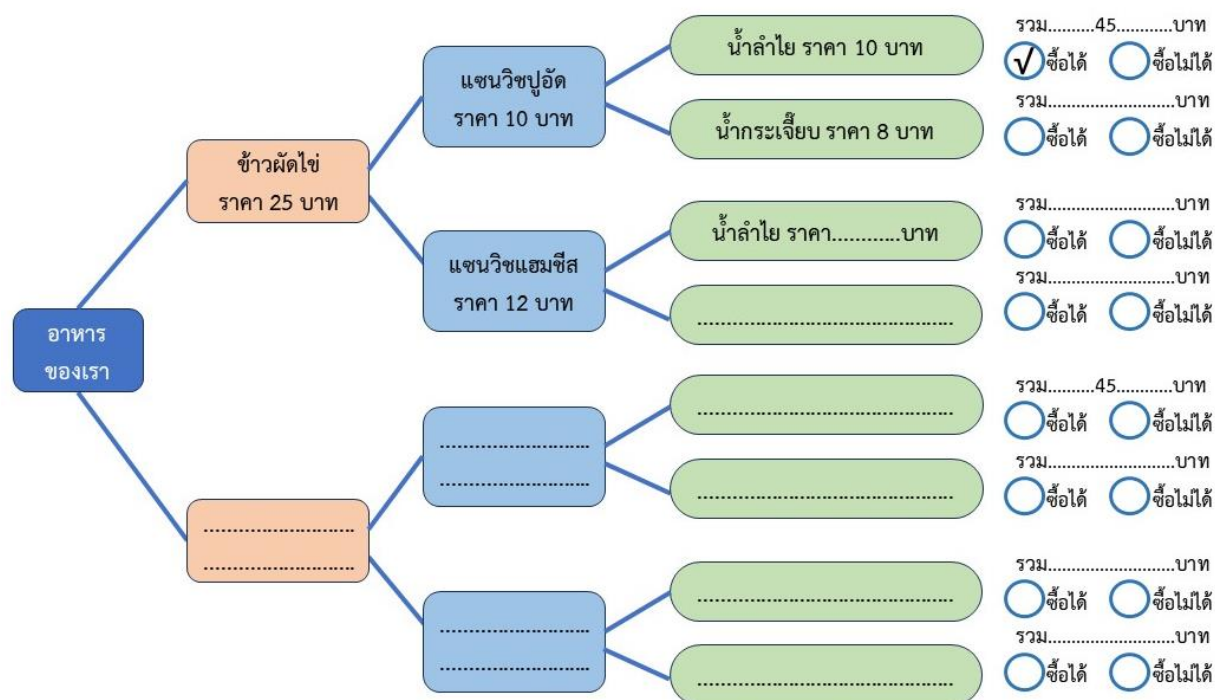 อาหาร
ของเรา
ข้าวผัดไข่
ราคา 25 บาท
แซนวิชปูอัด
ราคา 10 บาท
น้ำลำไย ราคา 10 บาท
รวม.........45..........บาท
√ ซื้อได้ ซื้อไม่ได้
น้ำกระเจี๊ยบ ราคา 8 บาท
รวม.......................บาท
ซื้อได้ ซื้อไม่ได้
แซนวิชแฮมชีส
ราคา 12 บาท
น้ำลำไย ราคา............บาท
รวม.......................บาท
ซื้อได้ ซื้อไม่ได้
...........................................
รวม.......................บาท
ซื้อได้ ซื้อไม่ได้
..........................
..........................
..........................
..........................
...........................................
รวม.........45..........บาท
ซื้อได้ ซื้อไม่ได้
...........................................
รวม.......................บาท
ซื้อได้ ซื้อไม่ได้
..........................
..........................
...........................................
รวม.......................บาท
ซื้อได้ ซื้อไม่ได้
...........................................
รวม.......................บาท
ซื้อได้ ซื้อไม่ได้